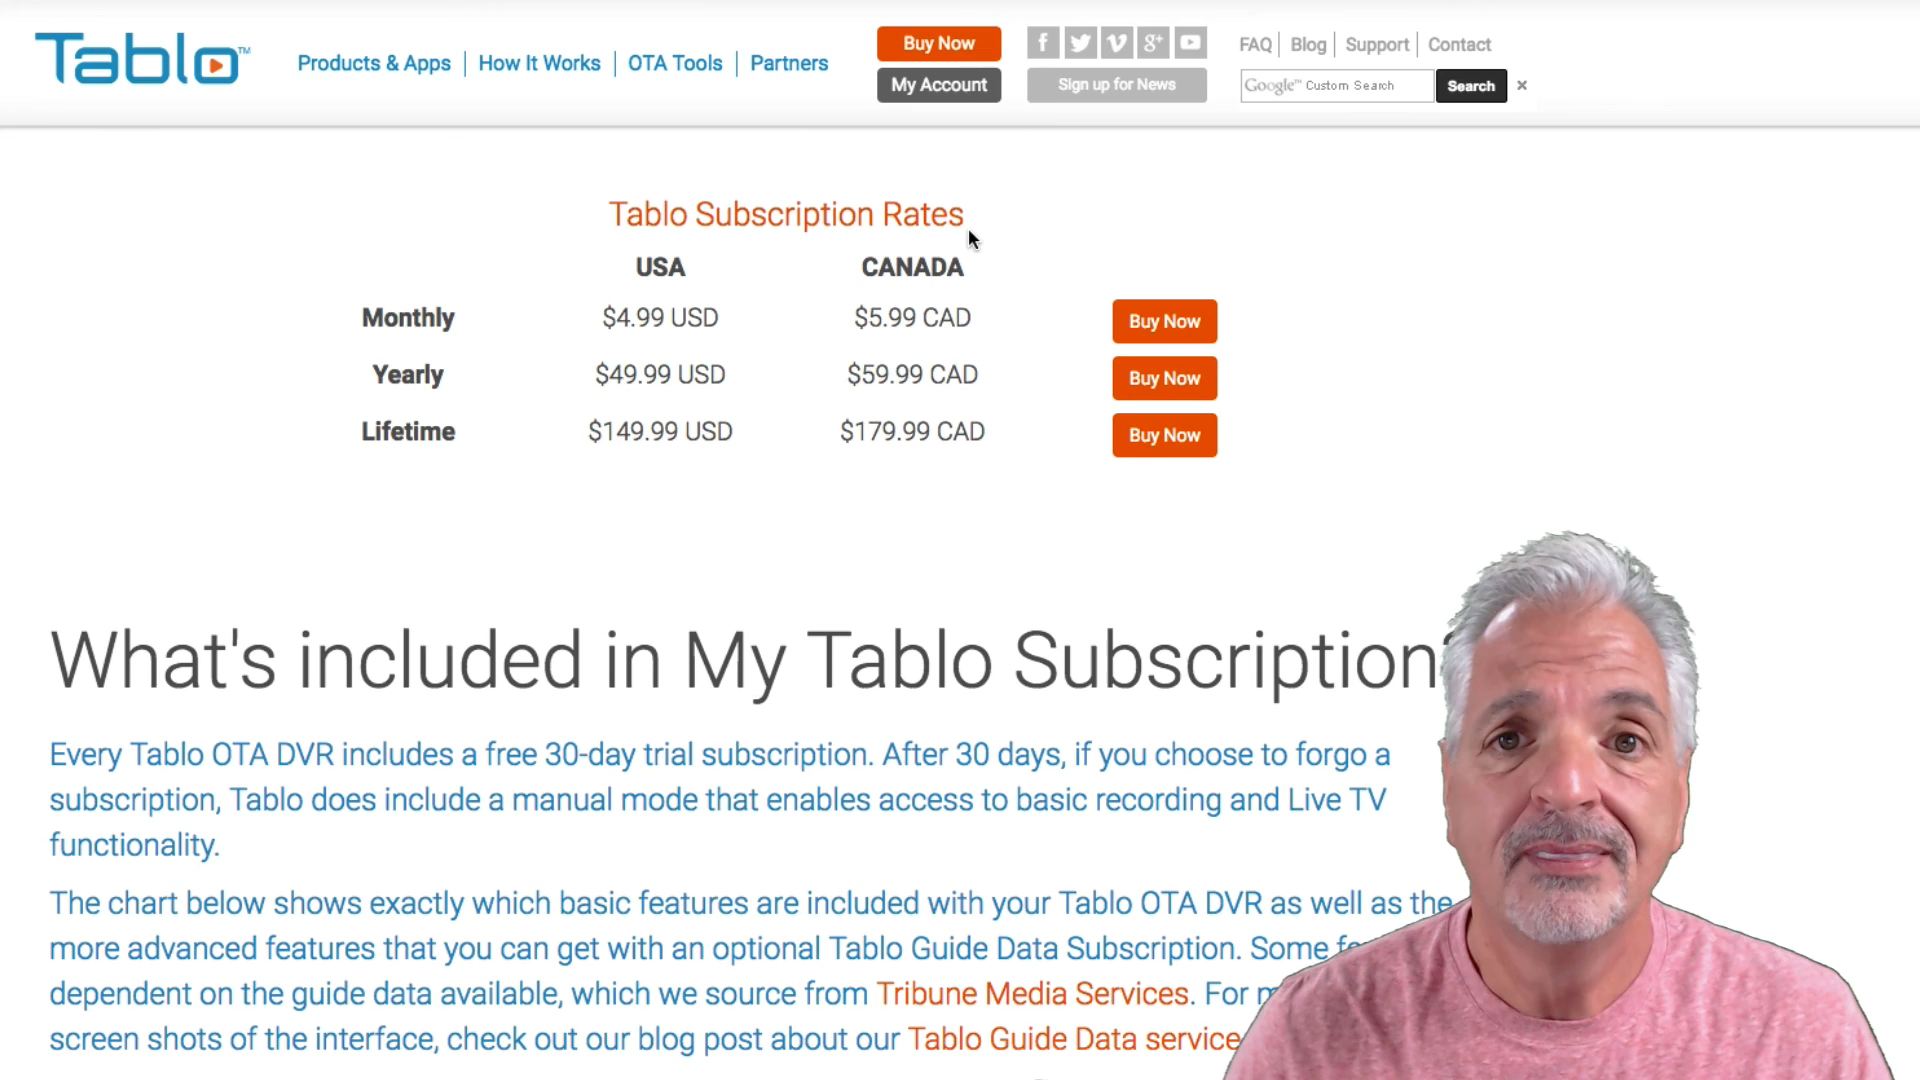 Tablo™
Products & Apps
How It Works
OTA Tools
Partners
Buy Now
My Account
f
g+
Sign up for News
FAQ
Blog
Support
Contact
Google™ Custom Search
Search
×
Tablo Subscription Rates
USA CANADA
Monthly $4.99 USD $5.99 CAD Buy Now
Yearly $49.99 USD $59.99 CAD Buy Now
Lifetime $149.99 USD $179.99 CAD Buy Now
What's included in My Tablo Subscription?
Every Tablo OTA DVR includes a free 30-day trial subscription. After 30 days, if you choose to forgo a
subscription, Tablo does include a manual mode that enables access to basic recording and Live TV
functionality.
The chart below shows exactly which basic features are included with your Tablo OTA DVR as well as the
more advanced features that you can get with an optional Tablo Guide Data Subscription. Some
dependent on the guide data available, which we source from Tribune Media Services. For
screen shots of the interface, check out our blog post about our Tablo Guide Data service